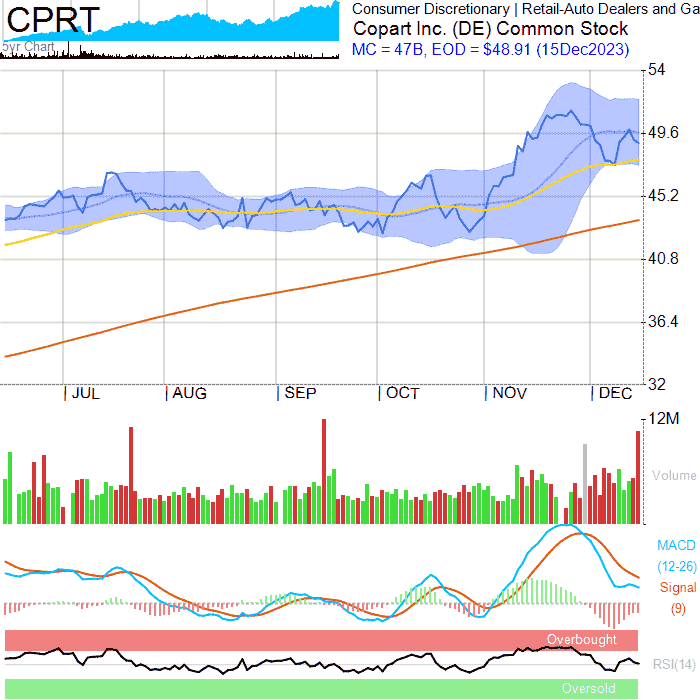 CPRT
5yr Chart
Consumer Discretionary | Retail-Auto Dealers and Ga
Copart Inc. (DE) Common Stock
MC = 47B, EOD = $48.91 (15Dec2023)
54
49.6
45.2
40.8
36.4
32
JUL AUG SEP OCT NOV DEC
12M
Volume
MACD
(12-26)
Signal
(9)
Overbought
RSI(14)
Oversold